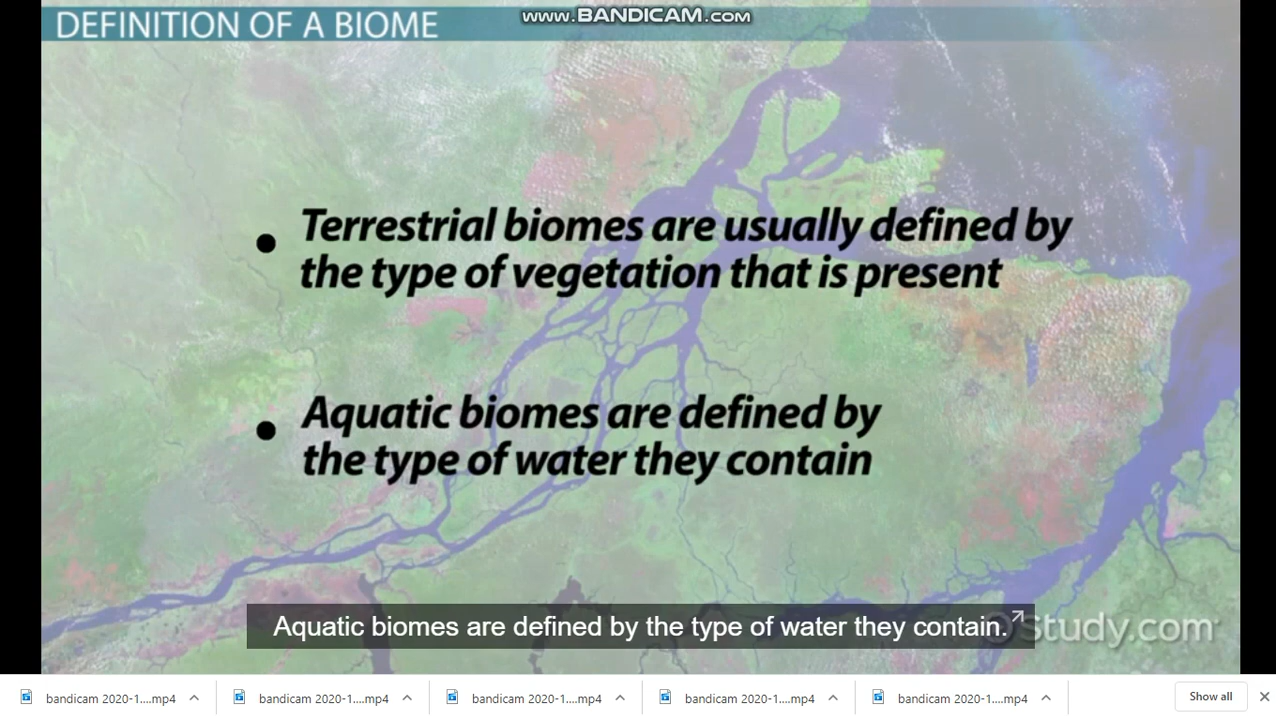 DEFINITION OF A BIOME
www.BANDICAM.com
• Terrestrial biomes are usually defined by
the type of vegetation that is present
• Aquatic biomes are defined by
the type of water they contain
Aquatic biomes are defined by the type of water they contain.
Study.com
bandicam 2020-1....mp4
bandicam 2020-1....mp4
bandicam 2020-1....mp4
bandicam 2020-1....mp4
bandicam 2020-1....mp4
Show all